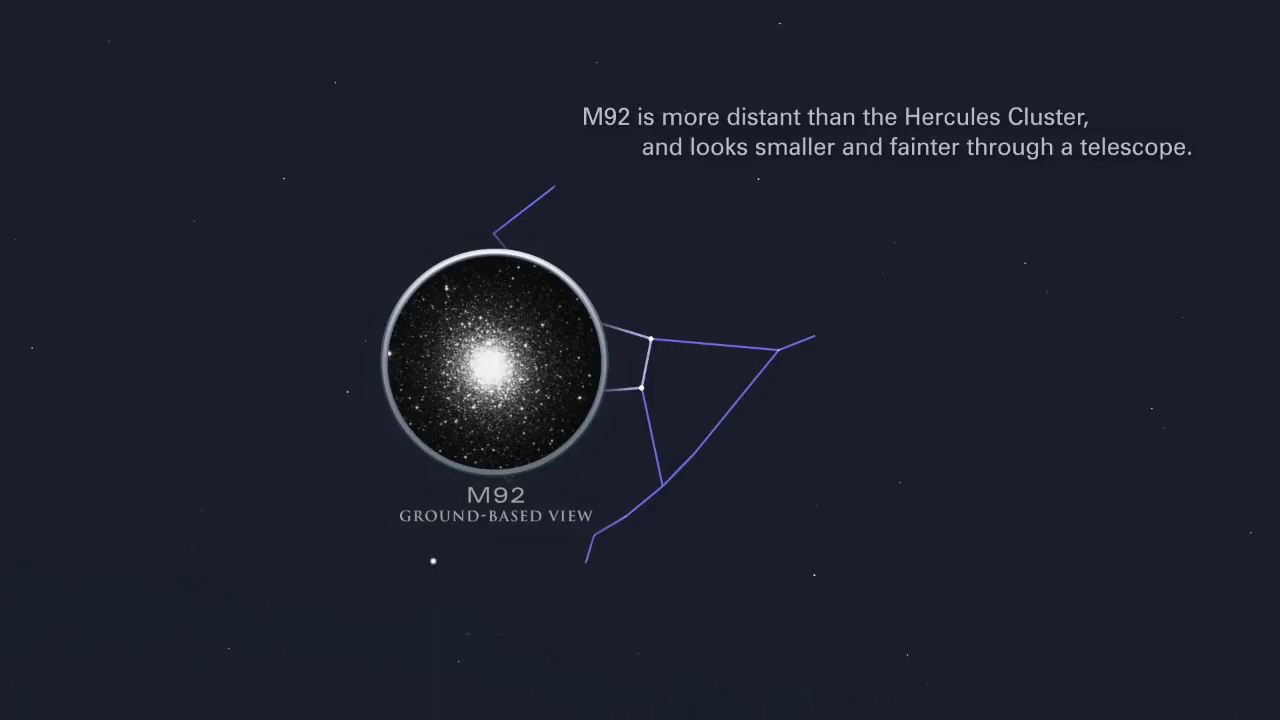 M92 is more distant than the Hercules Cluster,
and looks smaller and fainter through a telescope.
M92
GROUND-BASED VIEW